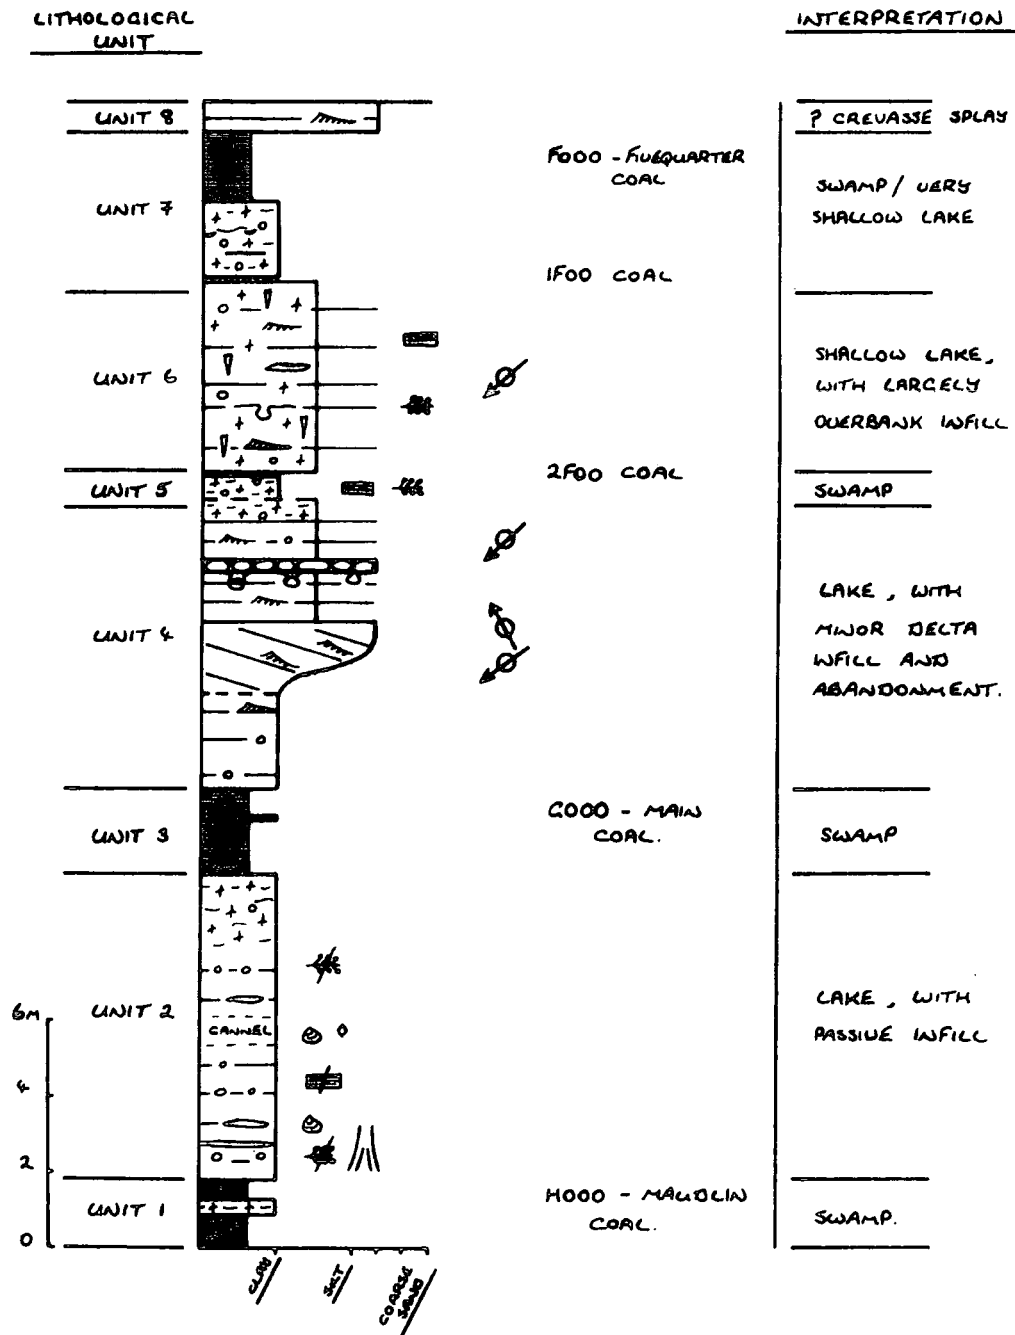 LITHOLOGICAL
UNIT
INTERPRETATION
UNIT 8
? CREVASSE SPLAY
F000 - FIVEQUARTER
COAL
UNIT 7
SWAMP / VERY
SHALLOW LAKE
1F00 COAL
UNIT 6
SHALLOW LAKE,
WITH LARGELY
OVERBANK INFILL
2F00 COAL
UNIT 5
SWAMP
UNIT 4
LAKE, WITH
MINOR DELTA
INFILL AND
ABANDONMENT.
G000 - MAIN
COAL.
UNIT 3
SWAMP
UNIT 2
CANNEL
LAKE, WITH
PASSIVE INFILL
6M
4
2
0
H000 - MAUDLIN
COAL.
UNIT 1
SWAMP.
CLAY
SILT
COARSE
SAND